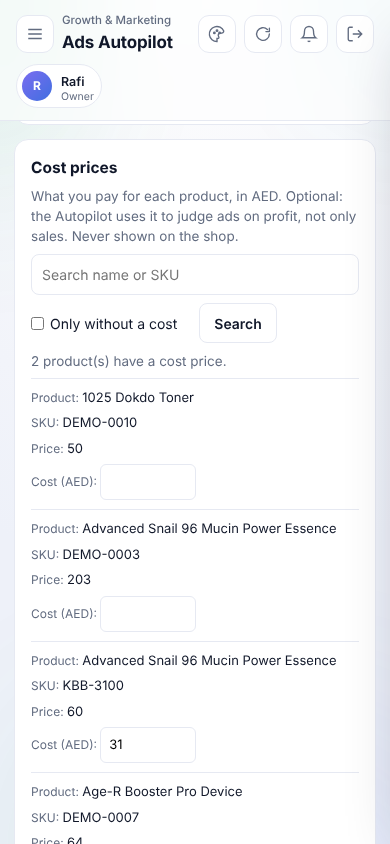 Growth & Marketing
Ads Autopilot
R
Rafi
Owner
Cost prices
What you pay for each product, in AED. Optional:
the Autopilot uses it to judge ads on profit, not only
sales. Never shown on the shop.
Search name or SKU
Only without a cost
Search
2 product(s) have a cost price.
Product: 1025 Dokdo Toner
SKU: DEMO-0010
Price: 50
Cost (AED):
Product: Advanced Snail 96 Mucin Power Essence
SKU: DEMO-0003
Price: 203
Cost (AED):
Product: Advanced Snail 96 Mucin Power Essence
SKU: KBB-3100
Price: 60
Cost (AED): 31
Product: Age-R Booster Pro Device
SKU: DEMO-0007
Price: 64